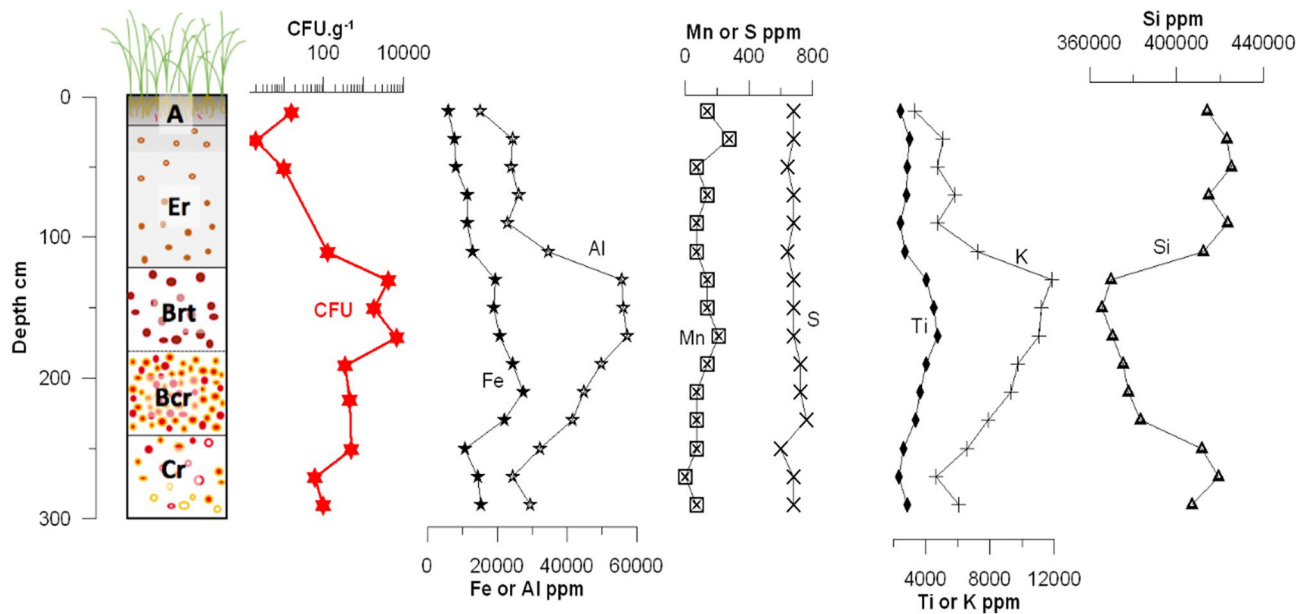 CFU.g⁻¹
100 10000
Mn or S ppm
0 400 800
Si ppm
360000 400000 440000
Depth cm
0
100
200
300
A
Er
Brt
Bcr
Cr
CFU
Al
Fe
Mn
S
Ti
K
Si
0 20000 40000 60000
Fe or Al ppm
4000 8000 12000
Ti or K ppm